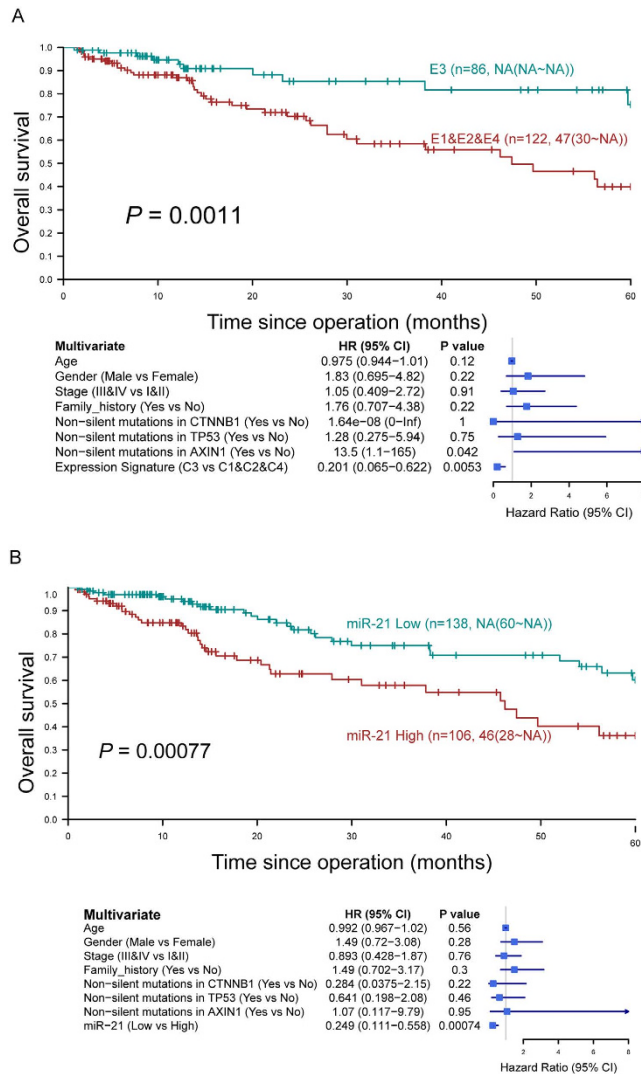 A
1.0
0.9
0.8
0.7
0.6
0.5
0.4
0.3
0.2
0.1
0.0
Overall survival
E3 (n=86, NA(NA~NA))
E1&E2&E4 (n=122, 47(30~NA))
P = 0.0011
0 10 20 30 40 50 60
Time since operation (months)
Multivariate HR (95% CI) P value
Age 0.975 (0.944−1.01) 0.12
Gender (Male vs Female) 1.83 (0.695−4.82) 0.22
Stage (III&IV vs I&II) 1.05 (0.409−2.72) 0.91
Family_history (Yes vs No) 1.76 (0.707−4.38) 0.22
Non-silent mutations in CTNNB1 (Yes vs No) 1.64e−08 (0−Inf) 1
Non-silent mutations in TP53 (Yes vs No) 1.28 (0.275−5.94) 0.75
Non-silent mutations in AXIN1 (Yes vs No) 13.5 (1.1−165) 0.042
Expression Signature (C3 vs C1&C2&C4) 0.201 (0.065−0.622) 0.0053
0 2 4 6
Hazard Ratio (95% CI)
B
1.0
0.9
0.8
0.7
0.6
0.5
0.4
0.3
0.2
0.1
0.0
Overall survival
miR-21 Low (n=138, NA(60~NA))
miR-21 High (n=106, 46(28~NA))
P = 0.00077
0 10 20 30 40 50 60
Time since operation (months)
Multivariate HR (95% CI) P value
Age 0.992 (0.967−1.02) 0.56
Gender (Male vs Female) 1.49 (0.72−3.08) 0.28
Stage (III&IV vs I&II) 0.893 (0.428−1.87) 0.76
Family_history (Yes vs No) 1.49 (0.702−3.17) 0.3
Non-silent mutations in CTNNB1 (Yes vs No) 0.284 (0.0375−2.15) 0.22
Non-silent mutations in TP53 (Yes vs No) 0.641 (0.198−2.08) 0.46
Non-silent mutations in AXIN1 (Yes vs No) 1.07 (0.117−9.79) 0.95
miR-21 (Low vs High) 0.249 (0.111−0.558) 0.00074
2 4 6 8
Hazard Ratio (95% CI)